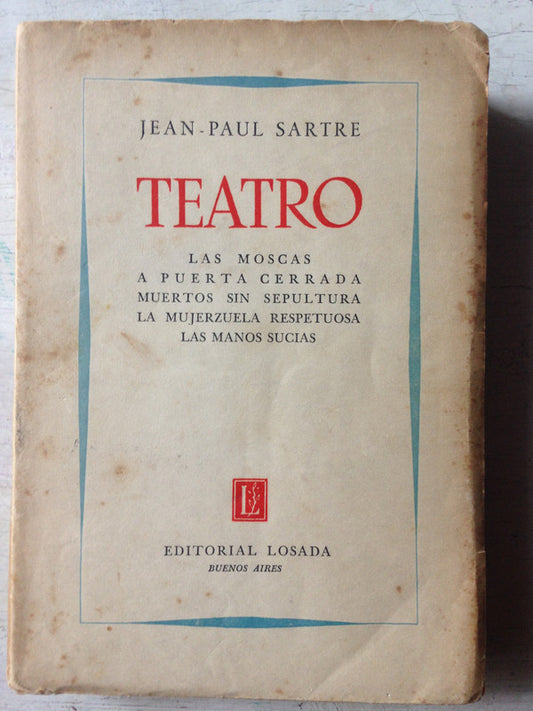 JEAN-PAUL SARTRE
TEATRO
LAS MOSCAS
A PUERTA CERRADA
MUERTOS SIN SEPULTURA
LA MUJERZUELA RESPETUOSA
LAS MANOS SUCIAS
EDITORIAL LOSADA
BUENOS AIRES